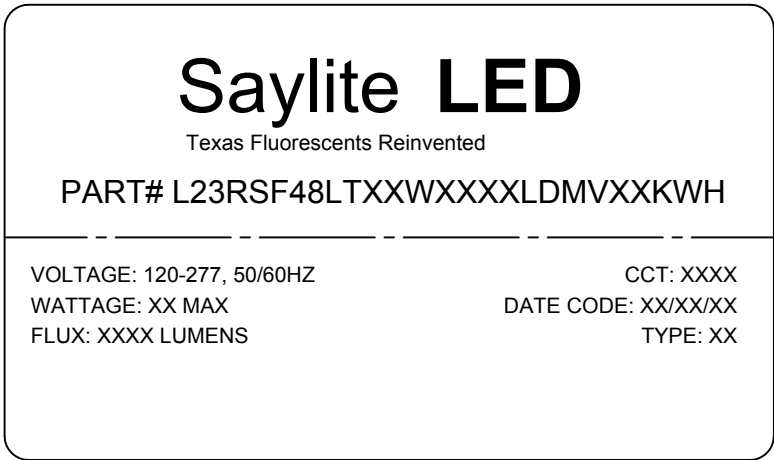 Saylite LED
Texas Fluorescents Reinvented
PART# L23RSF48LTXXWXXXXLDMVXXKWH
VOLTAGE: 120-277, 50/60HZ
CCT: XXXX
WATTAGE: XX MAX
DATE CODE: XX/XX/XX
FLUX: XXXX LUMENS
TYPE: XX